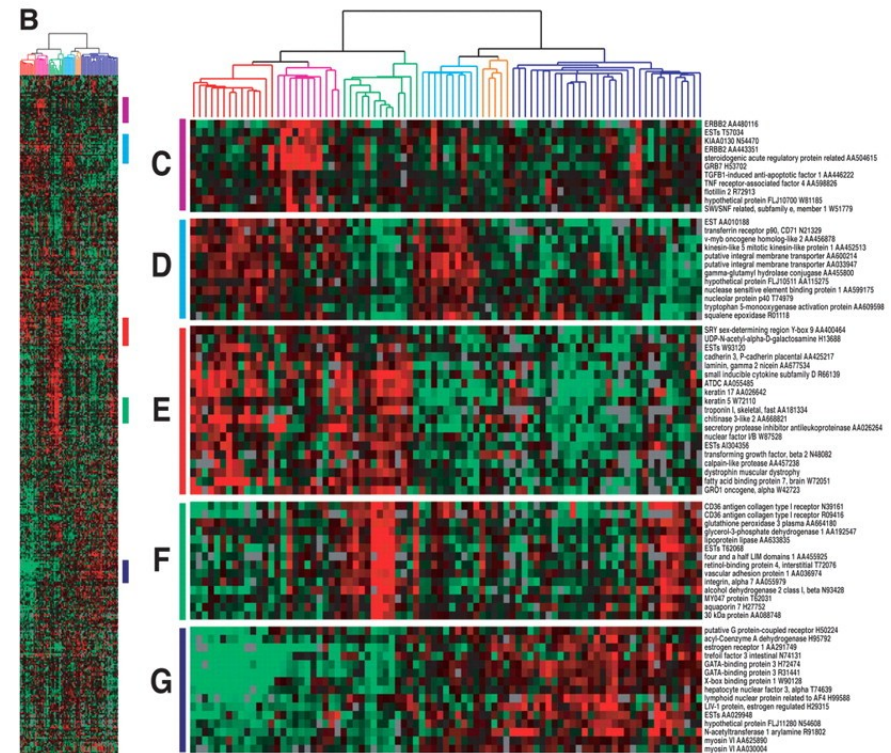 B
C
ERBB2 AA480116
ESTs T57034
KIAA0130 N54470
ERBB2 AA443351
steroidogenic acute regulatory protein related AA504615
GRB7 H53702
TGFB1-induced anti-apoptotic factor 1 AA446222
TNF receptor-associated factor 4 AA598826
flotillin 2 R72913
hypothetical protein FLJ10700 W81185
SWI/SNF related, subfamily e, member 1 W51779
D
EST AA010188
transferrin receptor p90, CD71 N21329
v-myb oncogene homolog-like 2 AA456878
kinesin-like 5 mitotic kinesin-like protein 1 AA452513
putative integral membrane transporter AA600214
putative integral membrane transporter AA033947
gamma-glutamyl hydrolase conjugase AA455800
hypothetical protein FLJ10511 AA115275
nuclease sensitive element binding protein 1 AA599175
nucleolar protein p40 T74979
tryptophan 5-monooxygenase activation protein AA609598
squalene epoxidase R01118
E
SRY sex-determining region Y-box 9 AA400464
UDP-N-acetyl-alpha-D-galactosamine H13688
ESTs W93120
cadherin 3, P-cadherin placental AA425217
laminin, gamma 2 nicein AA677534
small inducible cytokine subfamily D R66139
ATDC AA055485
keratin 17 AA026642
keratin 5 W72110
troponin I, skeletal, fast AA181334
chitinase 3-like 2 AA668821
secretory protease inhibitor antileukoproteinase AA026264
nuclear factor I/B W87528
ESTs AI304356
transforming growth factor, beta 2 N48082
calpain-like protease AA457238
dystrophin muscular dystrophy
fatty acid binding protein 7, brain W72051
GRO1 oncogene, alpha W42723
F
CD36 antigen collagen type I receptor N39161
CD36 antigen collagen type I receptor R09416
glutathione peroxidase 3 plasma AA664180
glycerol-3-phosphate dehydrogenase 1 AA192547
lipoprotein lipase AA633835
ESTs T62068
four and a half LIM domains 1 AA455925
retinol-binding protein 4, interstitial T72076
vascular adhesion protein 1 AA036974
integrin, alpha 7 AA055979
alcohol dehydrogenase 2 class I, beta N93428
MY047 protein T62031
aquaporin 7 H27752
30 kDa protein AA088748
G
putative G protein-coupled receptor H50224
acyl-Coenzyme A dehydrogenase H95792
estrogen receptor 1 AA291749
trefoil factor 3 intestinal N74131
GATA-binding protein 3 H72474
GATA-binding protein 3 R31441
X-box binding protein 1 W90128
hepatocyte nuclear factor 3, alpha T74639
lymphoid nuclear protein related to AF4 H99588
LIV-1 protein, estrogen regulated H29315
ESTs AA029948
hypothetical protein FLJ11280 N54608
N-acetyltransferase 1 arylamine R91802
myosin VI AA625890
myosin VI AA030004